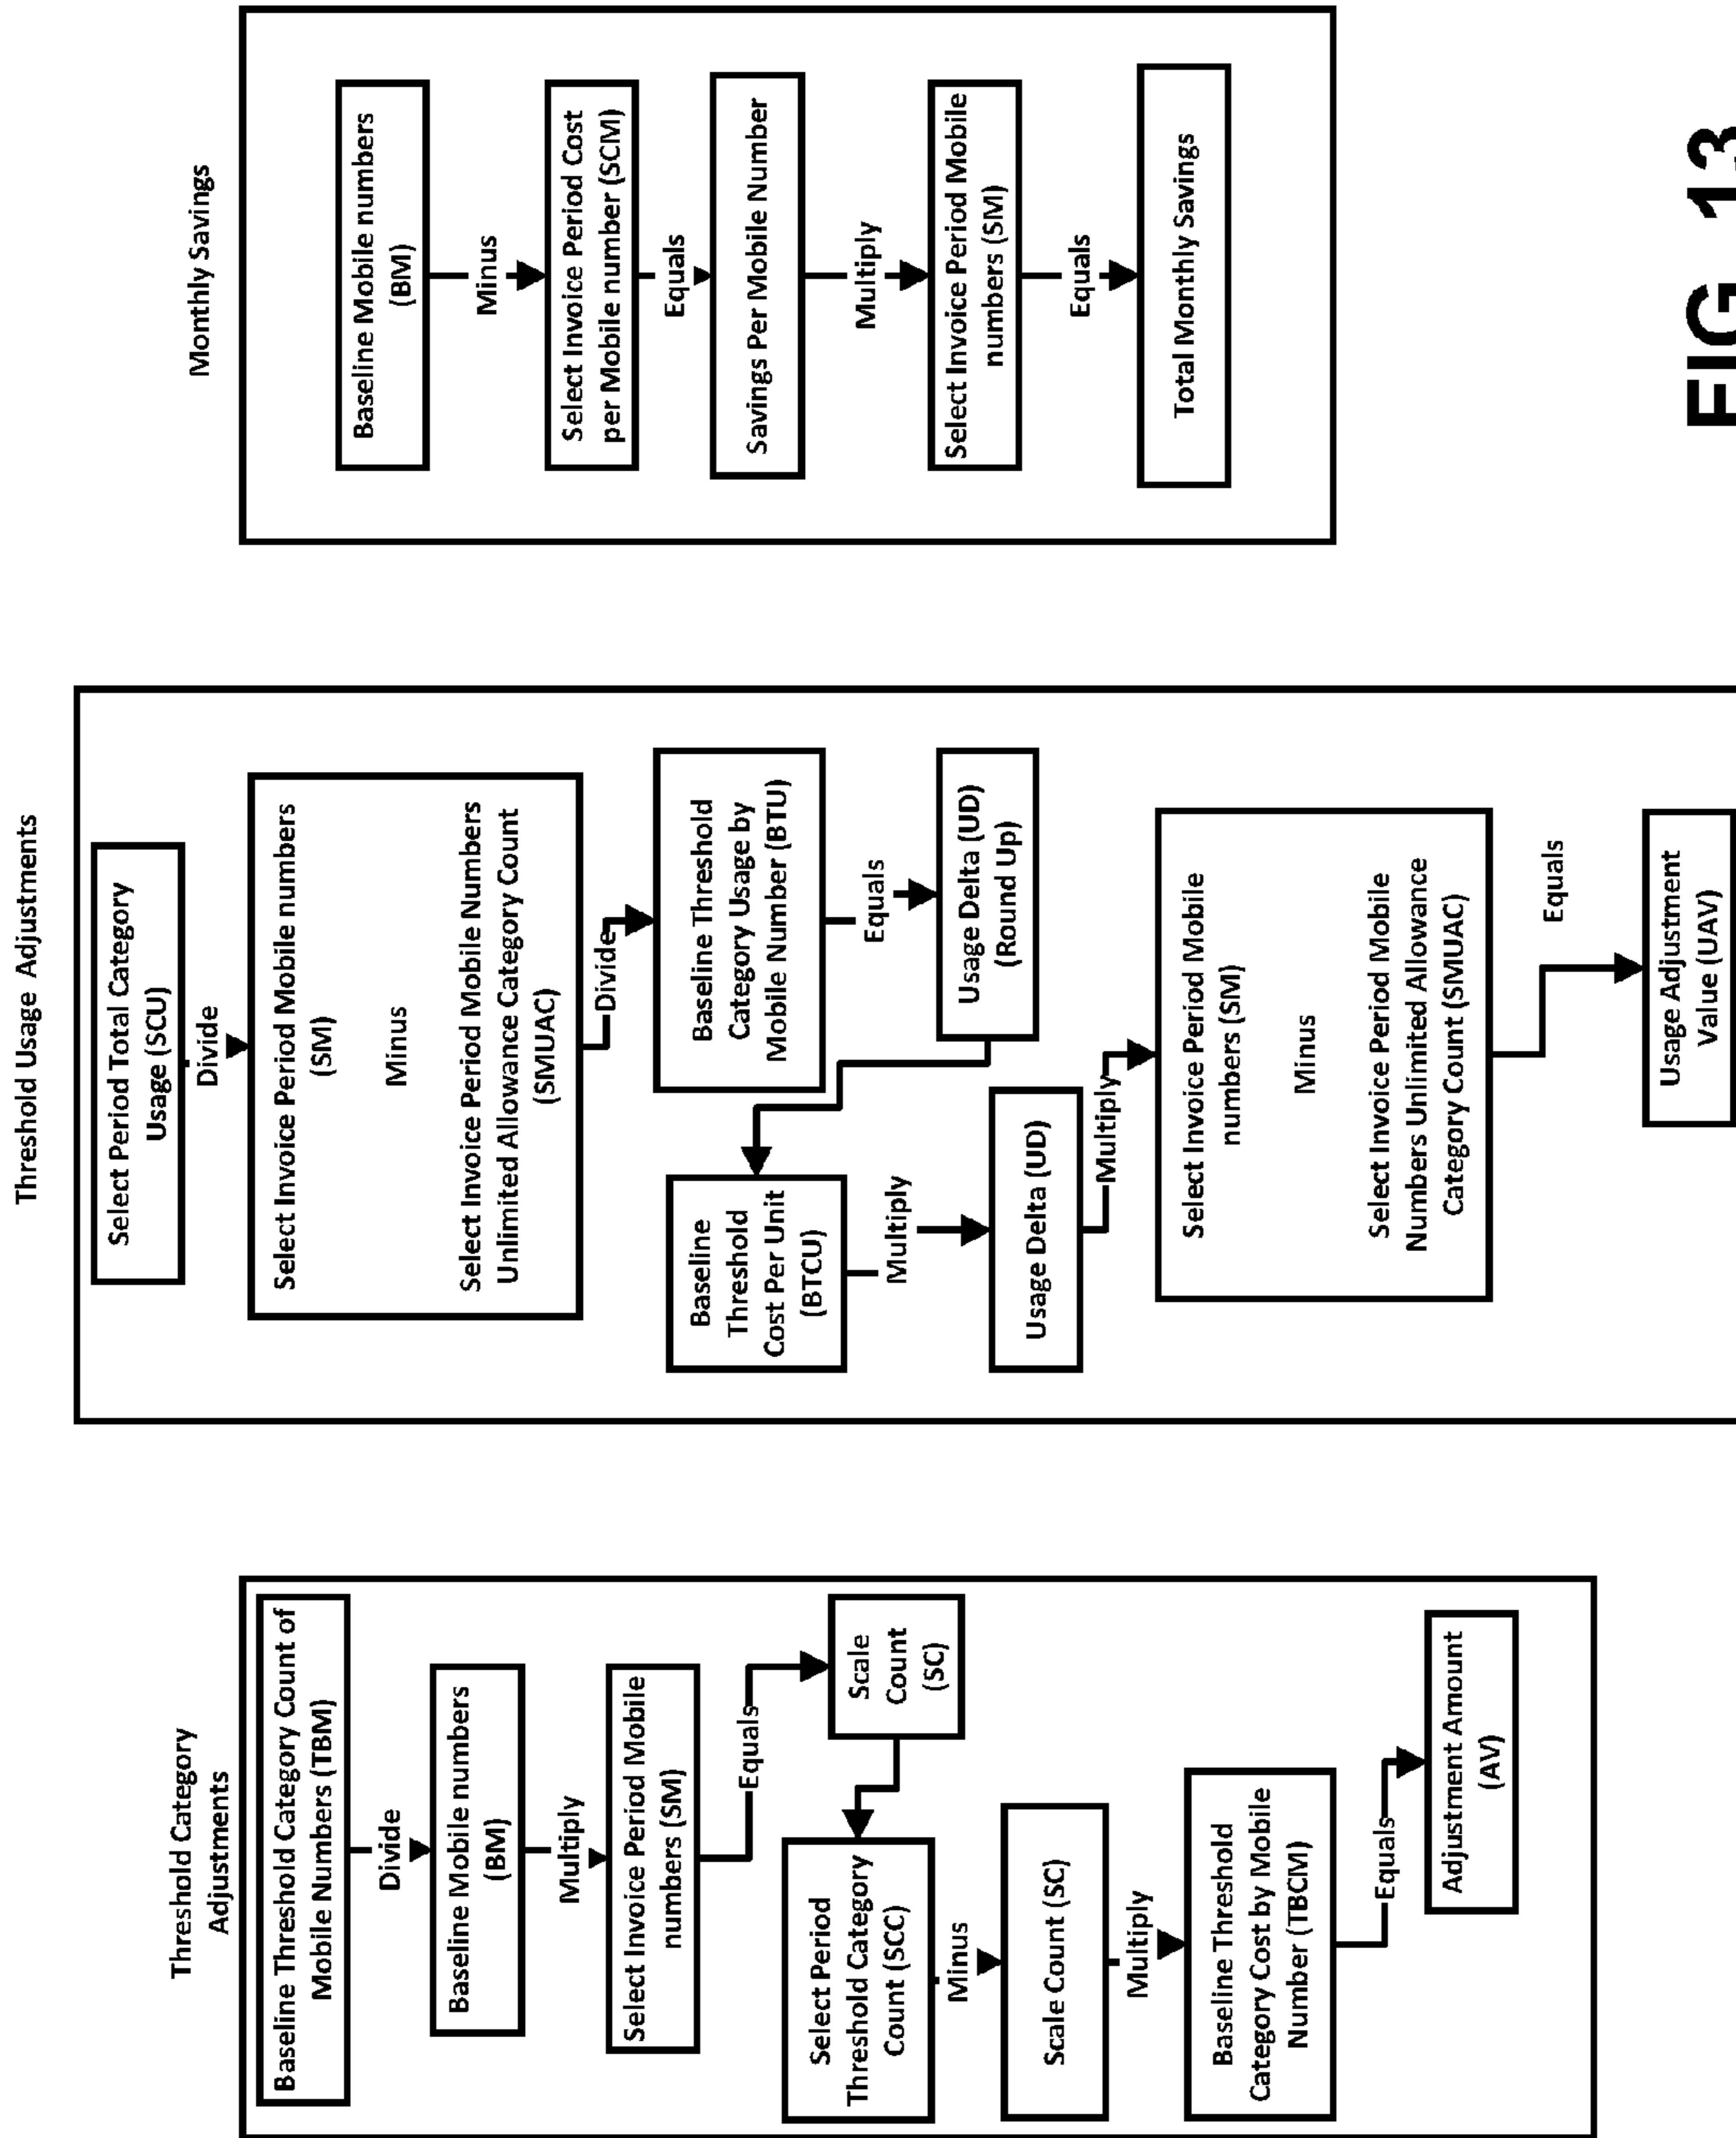 Threshold Category
Adjustments
Baseline Threshold Category Count of
Mobile Numbers (TBM)
Divide
Baseline Mobile numbers
(BM)
Multiply
Select Invoice Period Mobile
numbers (SM)
Equals
Scale
Count
(SC)
Select Period
Threshold Category
Count (SCC)
Minus
Scale Count (SC)
Multiply
Baseline Threshold
Category Cost by Mobile
Number (TBCM)
Equals
Adjustment Amount
(AV)
Threshold Usage Adjustments
Select Period Total Category
Usage (SCU)
Divide
Select Invoice Period Mobile numbers
(SM)
Minus
Select Invoice Period Mobile Numbers
Unlimited Allowance Category Count
(SMUAC)
Divide
Baseline Threshold
Category Usage by
Mobile Number (BTU)
Equals
Usage Delta (UD)
(Round Up)
Baseline
Threshold
Cost Per Unit
(BTCU)
Multiply
Usage Delta (UD)
Multiply
Select Invoice Period Mobile
numbers (SM)
Minus
Select Invoice Period Mobile
Numbers Unlimited Allowance
Category Count (SMUAC)
Equals
Usage Adjustment
Value (UAV)
Monthly Savings
Baseline Mobile numbers
(BM)
Minus
Select Invoice Period Cost
per Mobile number (SCM)
Equals
Savings Per Mobile Number
Multiply
Select Invoice Period Mobile
numbers (SM)
Equals
Total Monthly Savings
FIG 13